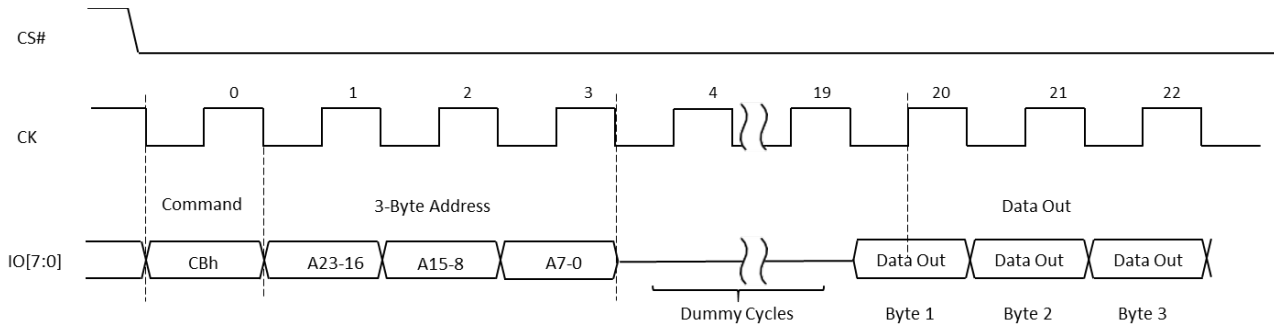 CS#
0 1 2 3 4 19 20 21 22
CK
Command 3-Byte Address Data Out
IO[7:0] CBh A23-16 A15-8 A7-0 Data Out Data Out Data Out
Dummy Cycles Byte 1 Byte 2 Byte 3